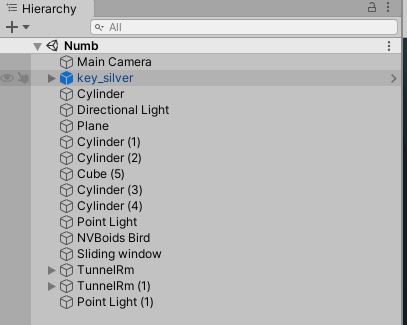 Hierarchy
All
Numb
Main Camera
key_silver
Cylinder
Directional Light
Plane
Cylinder (1)
Cylinder (2)
Cube (5)
Cylinder (3)
Cylinder (4)
Point Light
NVBoids Bird
Sliding window
TunnelRm
TunnelRm (1)
Point Light (1)